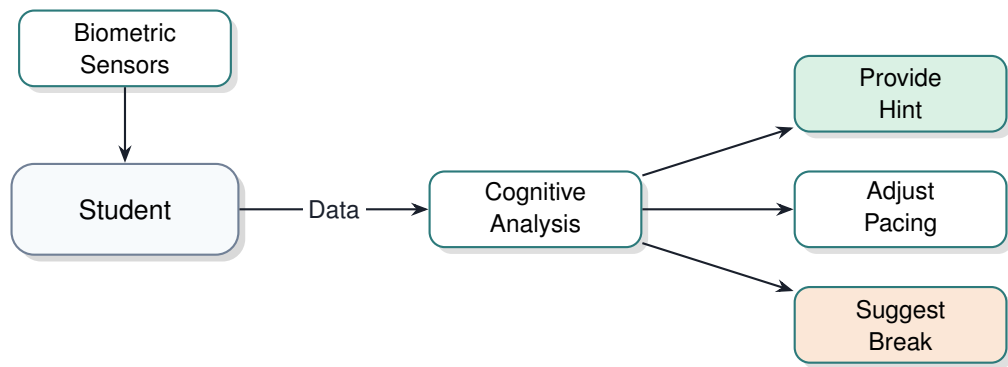 Biometric
Sensors
Student
Data
Cognitive
Analysis
Provide
Hint
Adjust
Pacing
Suggest
Break